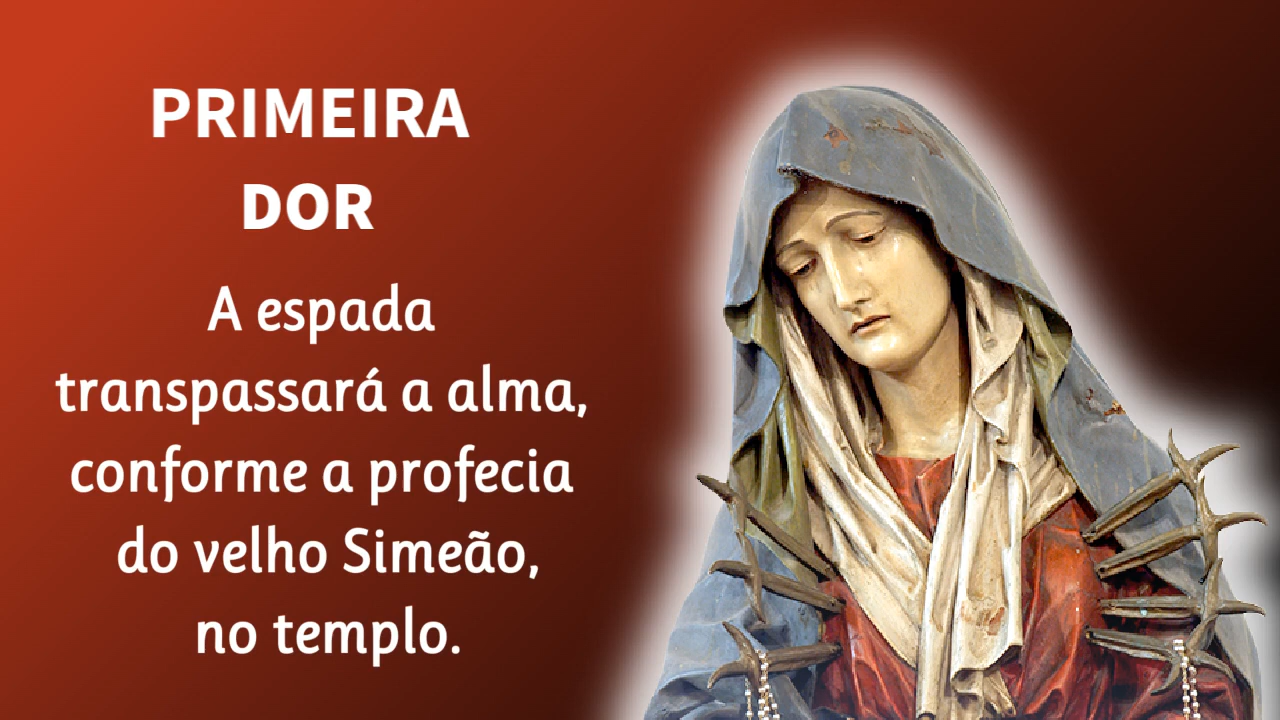 PRIMEIRA
DOR
A espada
transpassará a alma,
conforme a profecia
do velho Simeão,
no templo.